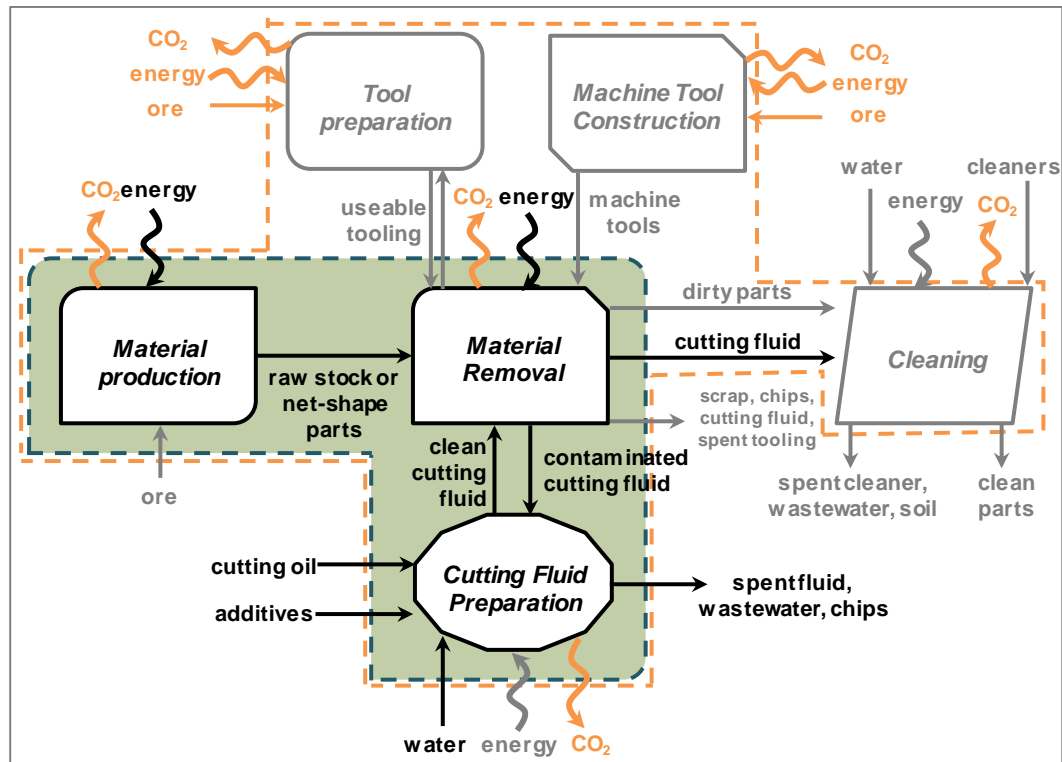 CO₂
energy
ore
Tool
preparation
Machine Tool
Construction
CO₂
energy
ore
water
cleaners
energy
CO₂
CO₂
energy
useable
tooling
CO₂
energy
machine
tools
Material
production
raw stock or
net-shape
parts
Material
Removal
dirty parts
cutting fluid
Cleaning
scrap, chips,
cutting fluid,
spent tooling
ore
clean
cutting
fluid
contaminated
cutting fluid
spent cleaner,
wastewater, soil
clean
parts
cutting oil
additives
Cutting Fluid
Preparation
spent fluid,
wastewater, chips
water
energy
CO₂